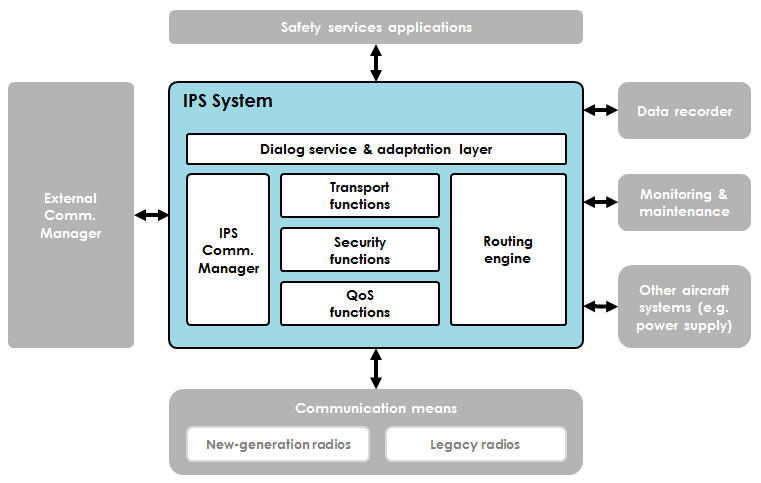 Safety services applications
IPS System
Dialog service & adaptation layer
External
Comm.
Manager
IPS
Comm.
Manager
Transport
functions
Security
functions
QoS
functions
Routing
engine
Data recorder
Monitoring &
maintenance
Other aircraft
systems (e.g.
power supply)
Communication means
New-generation radios
Legacy radios